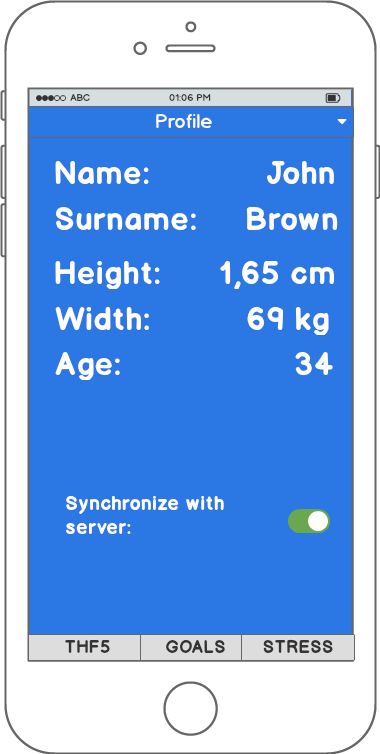 ABC 01:06 PM
Profile
Name: John
Surname: Brown
Height: 1,65 cm
Width: 69 kg
Age: 34
Synchronize with
server:
THF5 GOALS STRESS